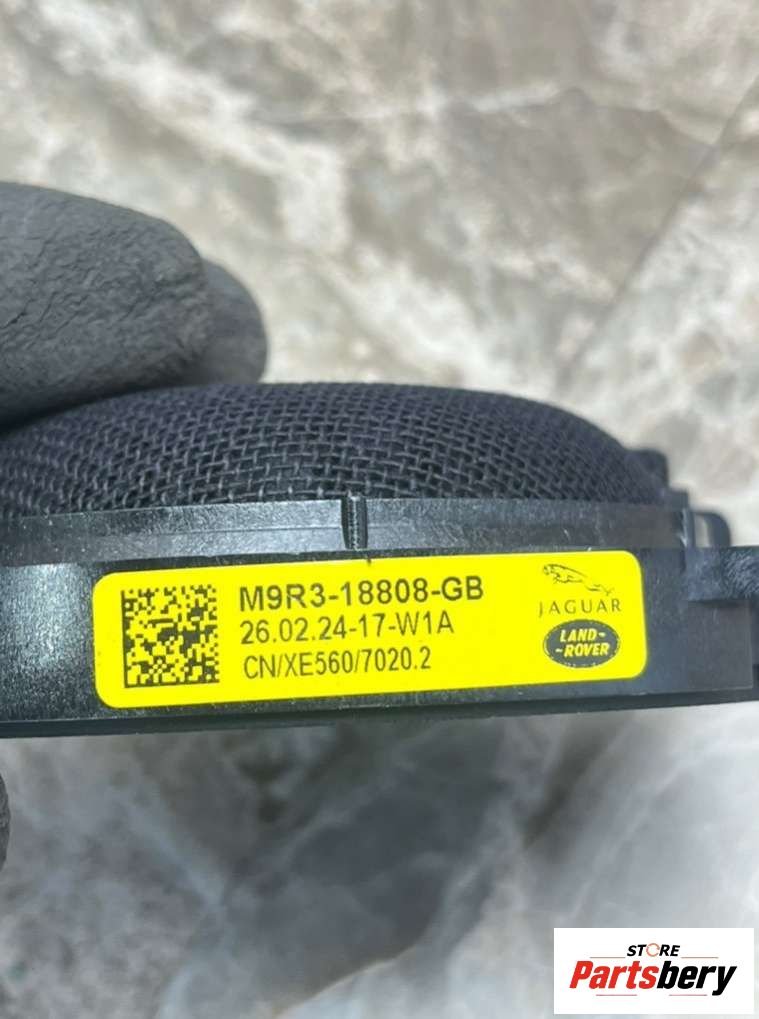 M9R3-18808-GB
26.02.24-17-W1A
CN/XE560/7020.2
JAGUAR
LAND-
~ROVER
STORE
Partsbery